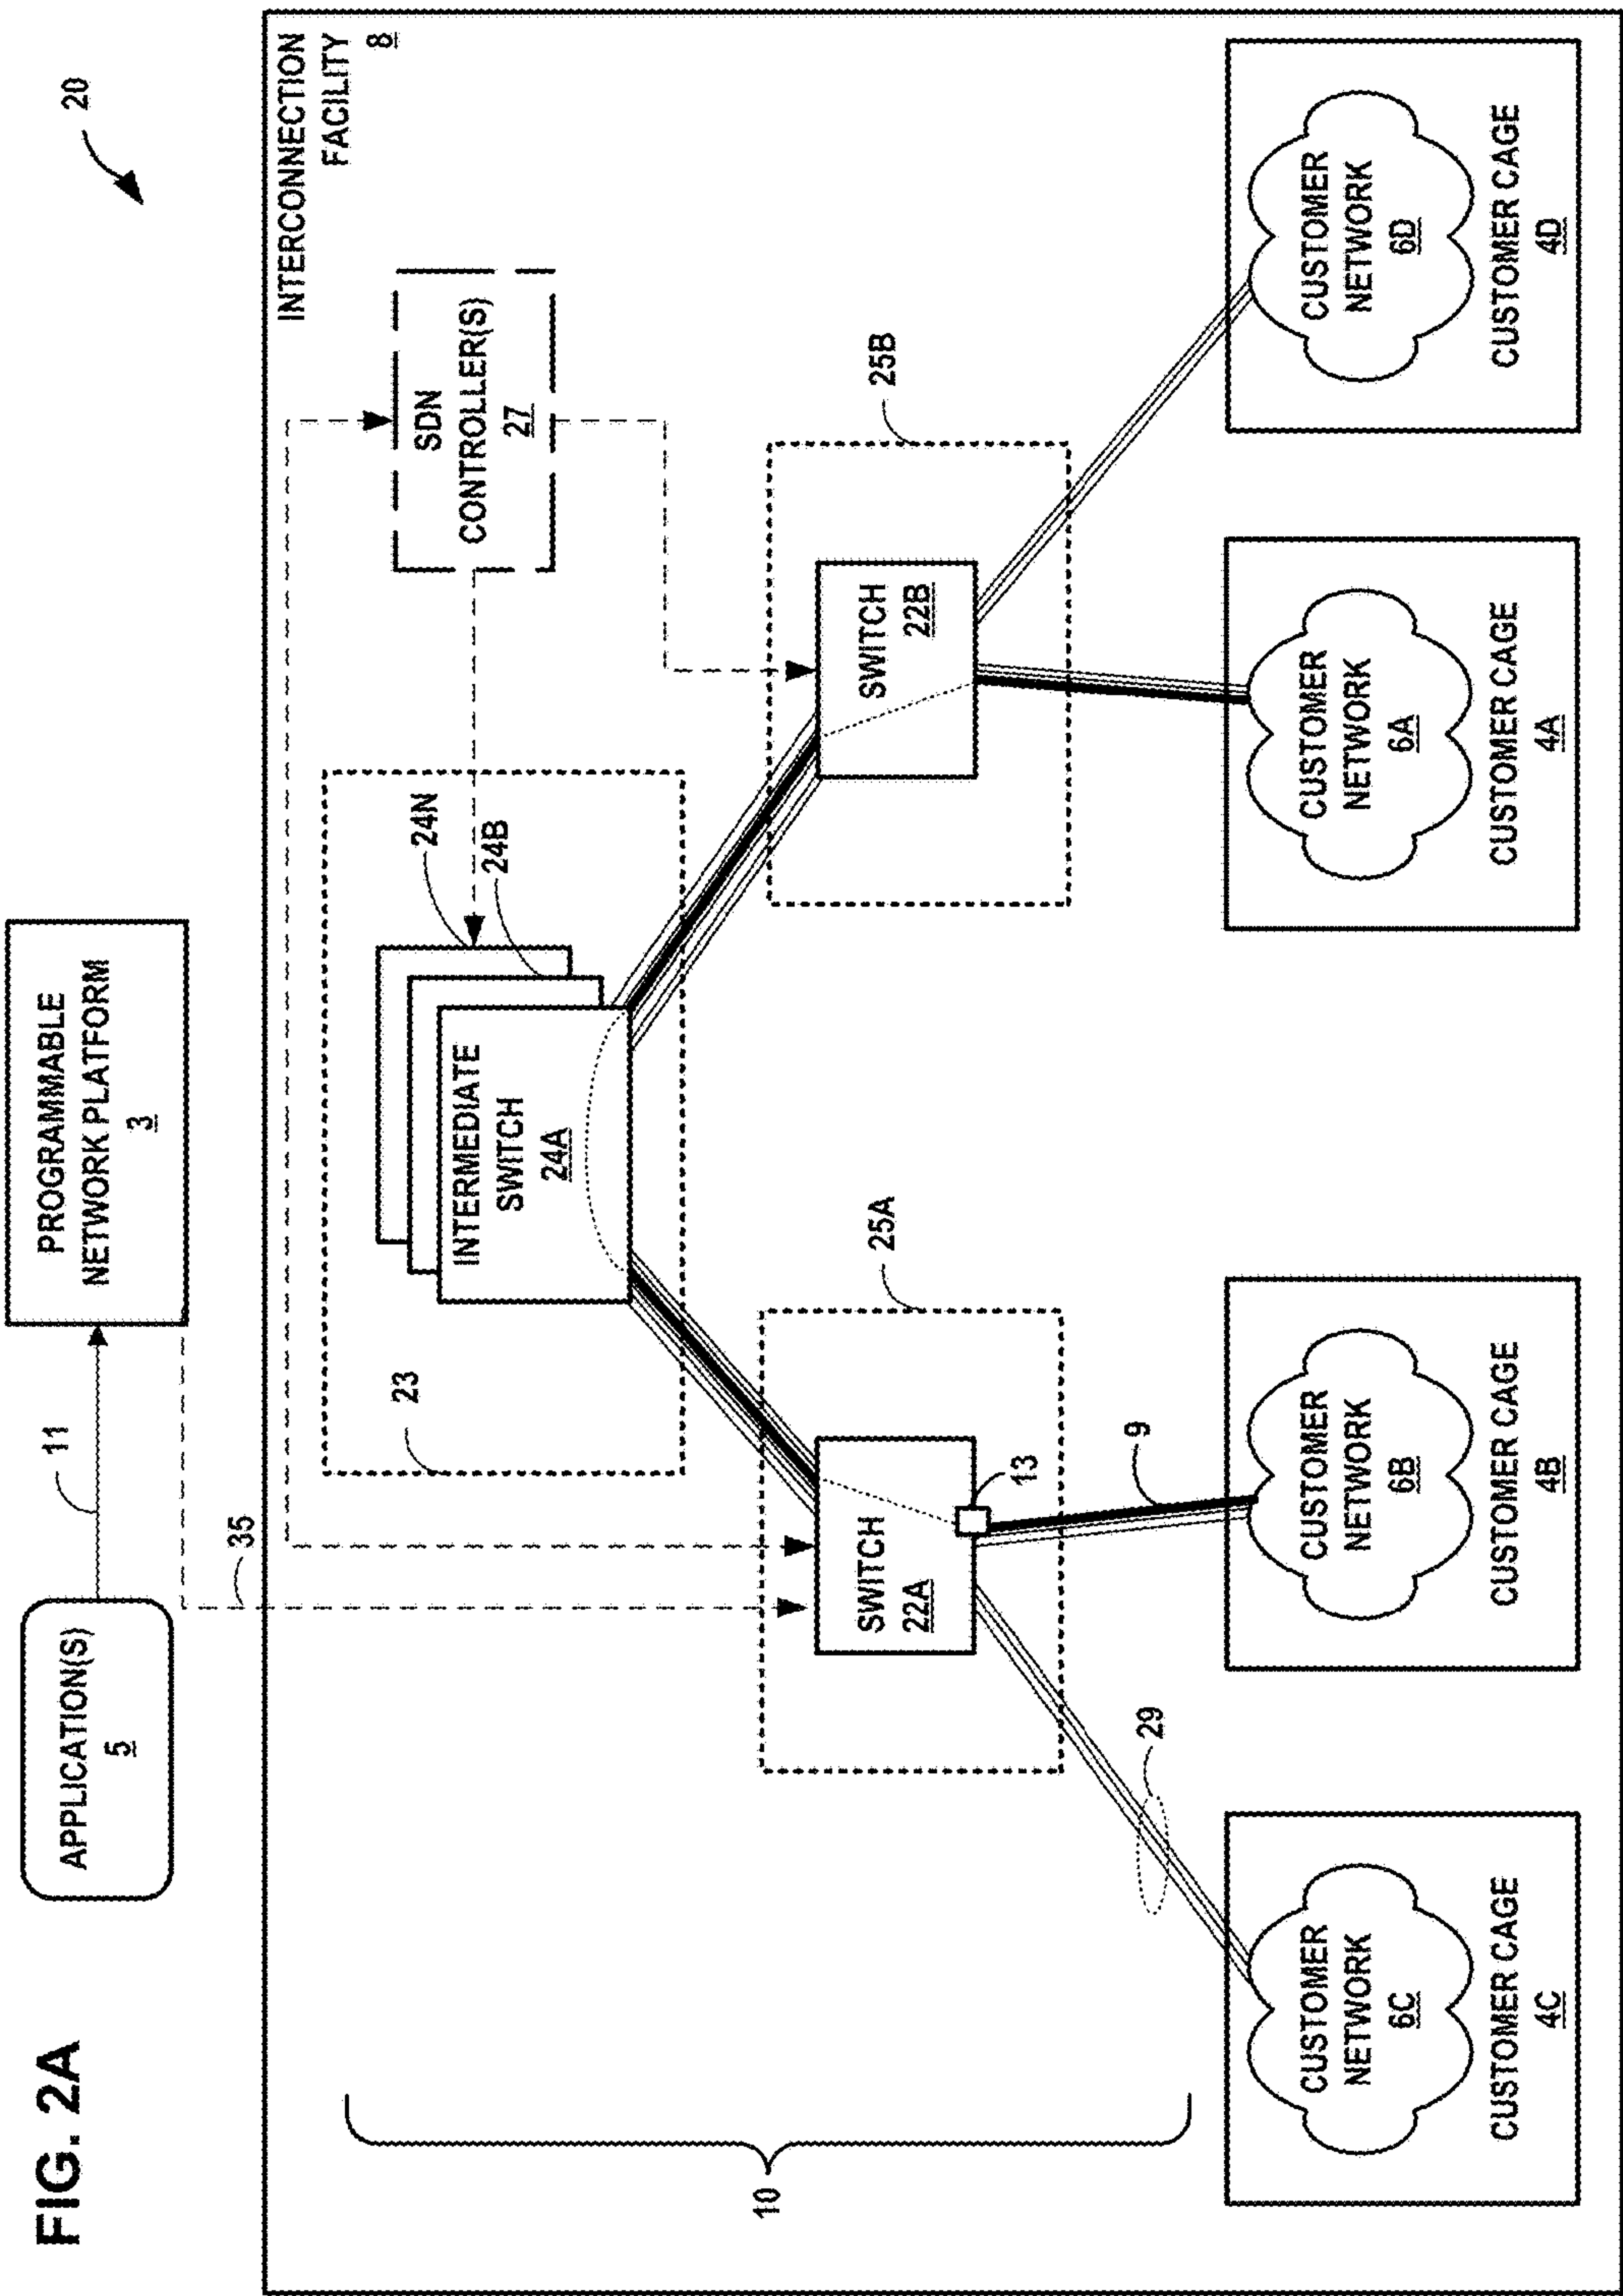 FIG. 2A
20
APPLICATION(S)
5
11
PROGRAMMABLE
NETWORK PLATFORM
3
35
INTERCONNECTION
FACILITY
8
10
23
INTERMEDIATE
SWITCH
24A
24N
24B
SDN
CONTROLLER(S)
27
25A
SWITCH
22A
13
25B
SWITCH
22B
29
9
CUSTOMER
NETWORK
6C
CUSTOMER CAGE
4C
CUSTOMER
NETWORK
6B
CUSTOMER CAGE
4B
CUSTOMER
NETWORK
6A
CUSTOMER CAGE
4A
CUSTOMER
NETWORK
6D
CUSTOMER CAGE
4D